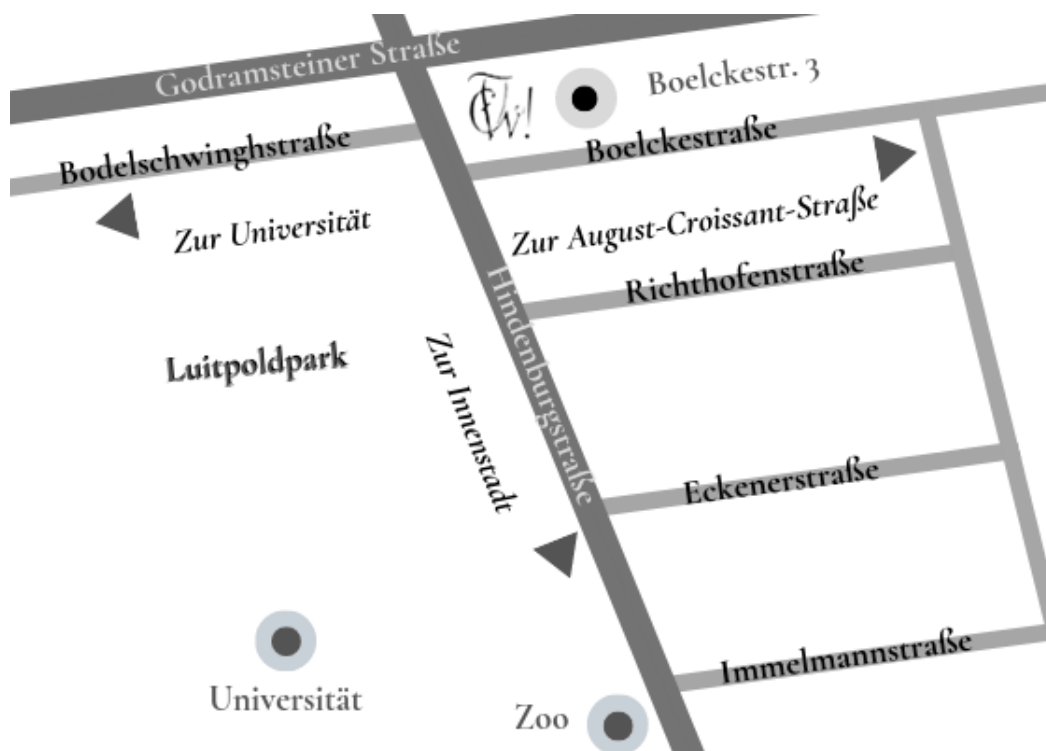 Godramsteiner Straße
Boelckestr. 3
Bodelschwinghstraße
Boelckestraße
Zur Universität
Zur August-Croissant-Straße
Richthofenstraße
Hindenburgstraße
Luitpoldpark
Zur Innenstadt
Eckenerstraße
Immelmannstraße
Universität
Zoo